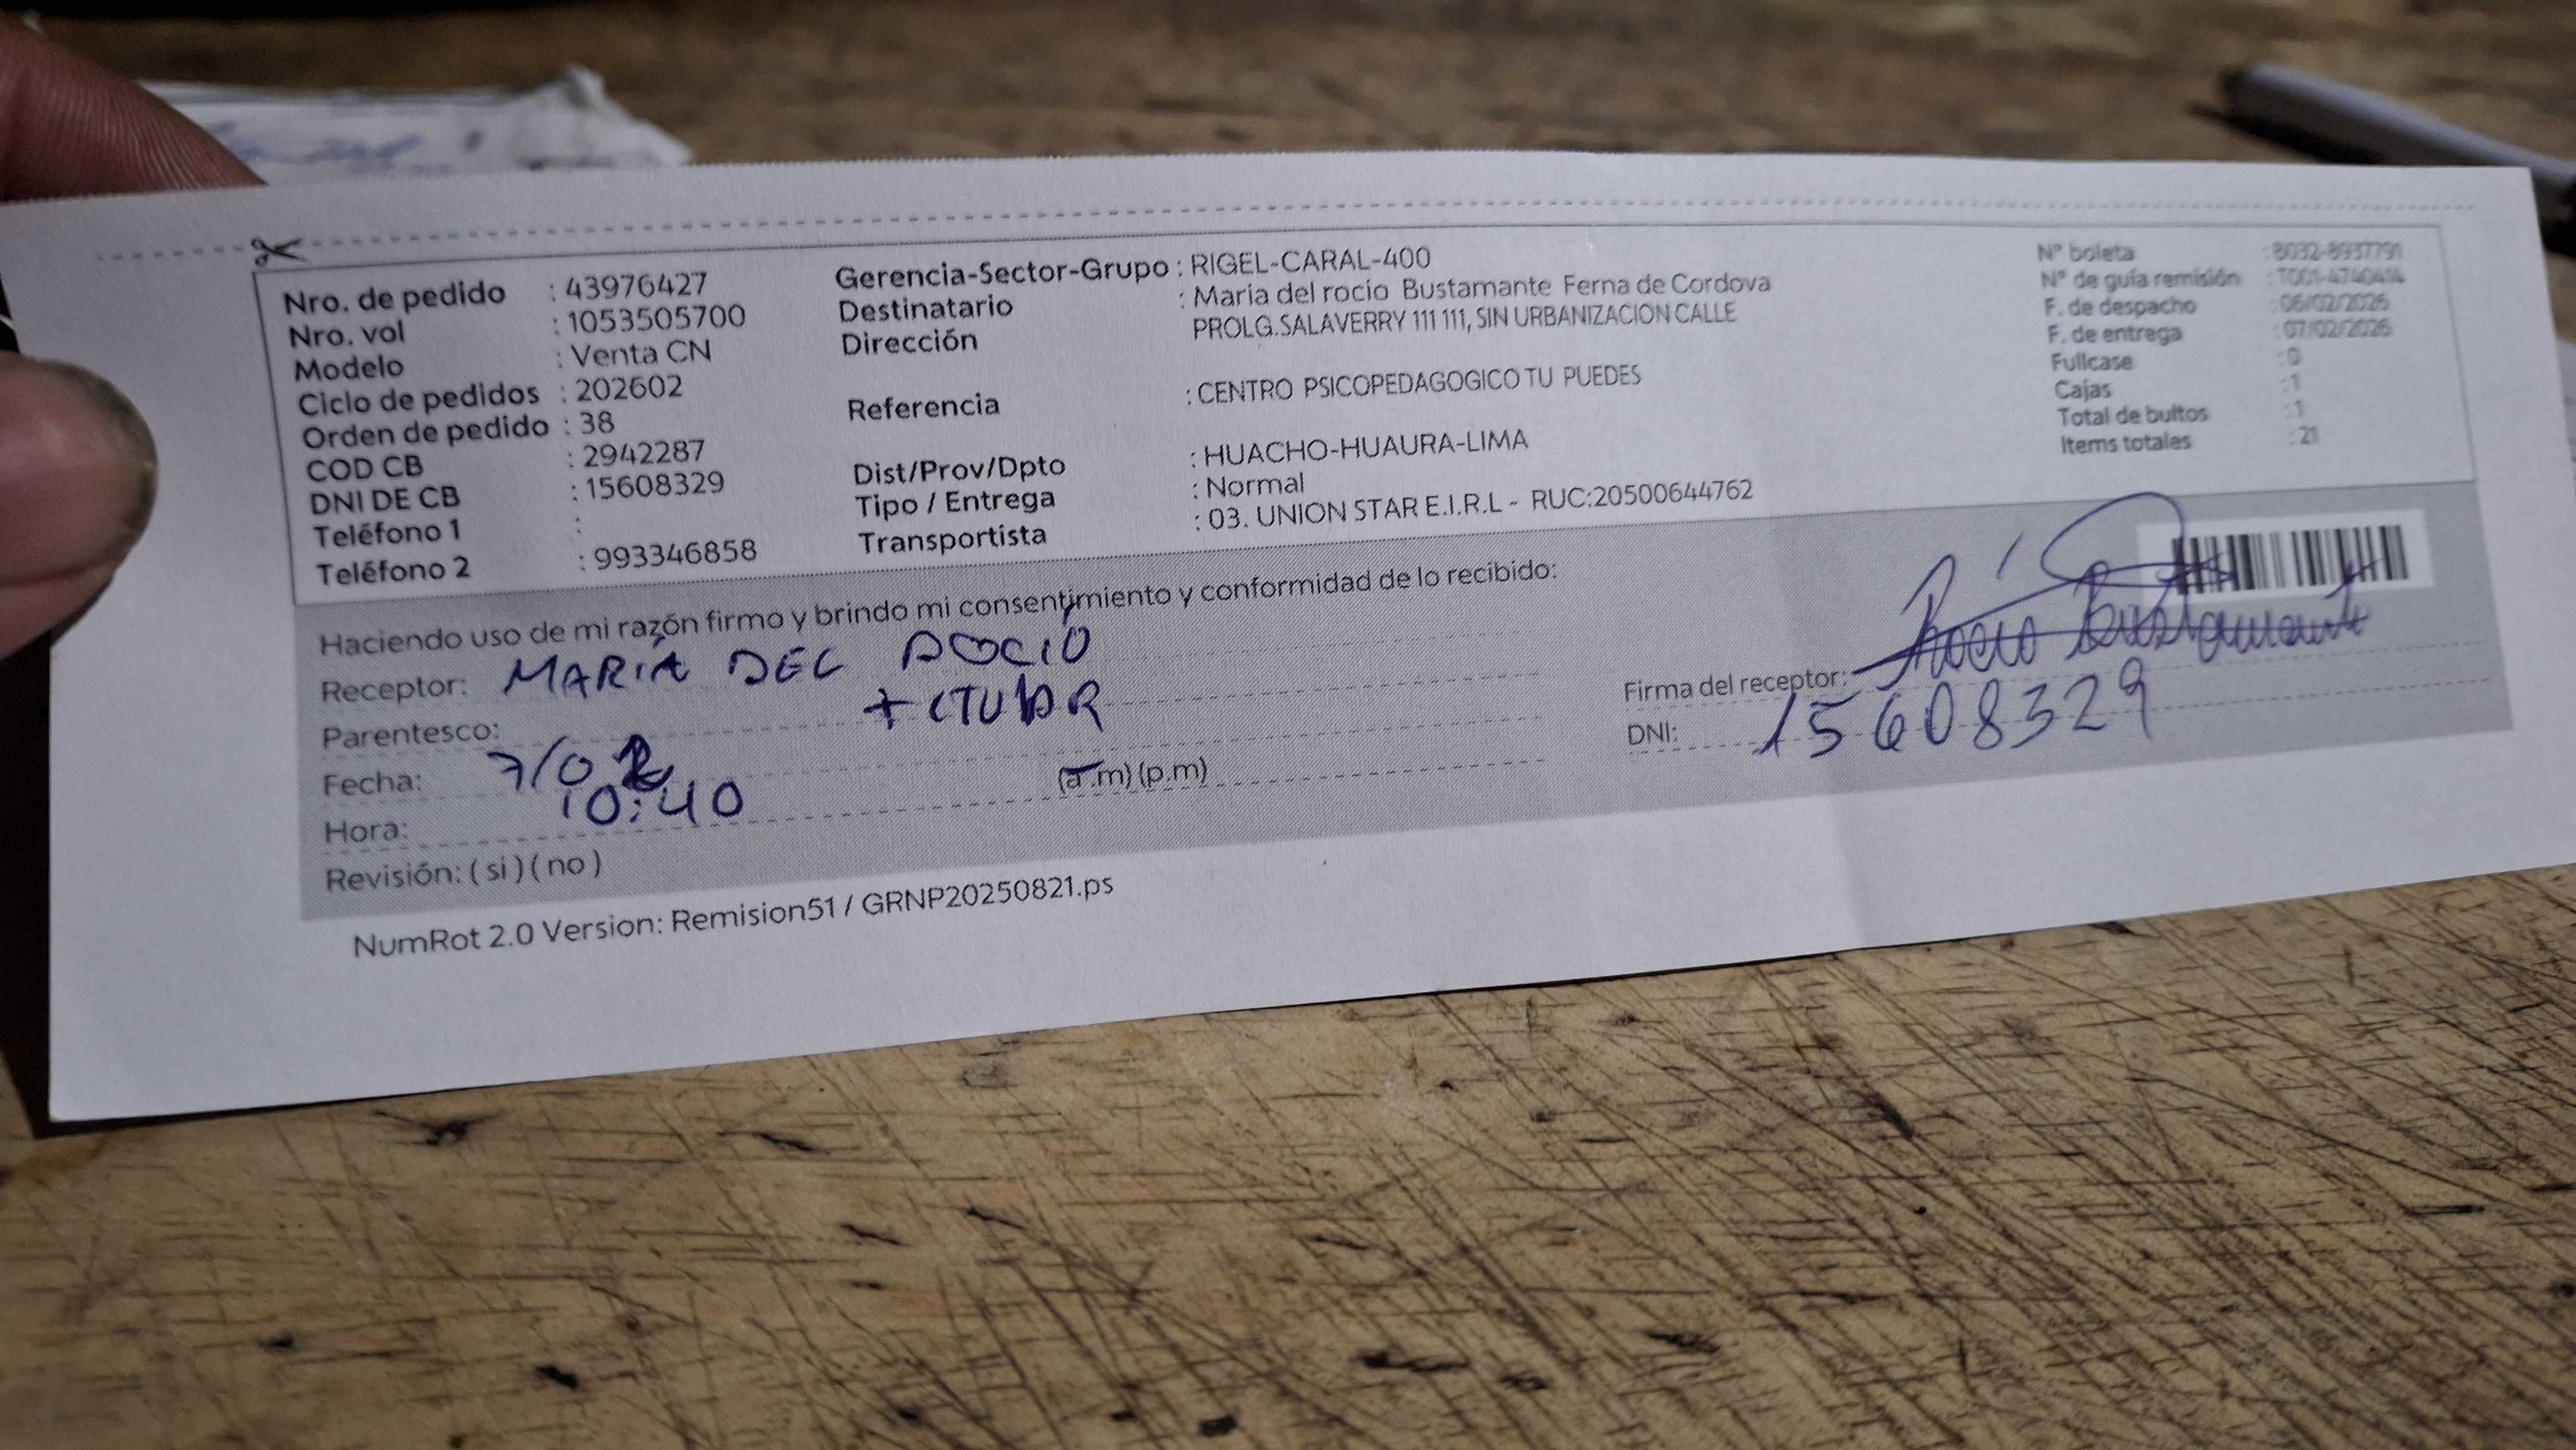 Nro. de pedido : 43976427
Nro. vol : 1053505700
Modelo : Venta CN
Ciclo de pedidos : 202602
Orden de pedido : 38
COD CB : 2942287
DNI DE CB : 15608329
Teléfono 1 :
Teléfono 2 : 993346858
Gerencia-Sector-Grupo : RIGEL-CARAL-400
Destinatario : Maria del rocio Bustamante Ferna de Cordova
Dirección PROLG.SALAVERRY 111 111, SIN URBANIZACION CALLE
Referencia : CENTRO PSICOPEDAGOGICO TU PUEDES
Dist/Prov/Dpto : HUACHO-HUAURA-LIMA
Tipo / Entrega : Normal
Transportista : 03. UNION STAR E.I.R.L - RUC:20500644762
N° boleta : B032-8937791
N° de guía remisión : T001-4740414
F. de despacho : 06/02/2026
F. de entrega : 07/02/2026
Fullcase : 0
Cajas : 1
Total de bultos : 1
Items totales : 21
Haciendo uso de mi razón firmo y brindo mi consentimiento y conformidad de lo recibido:
Receptor: MARIA DEL ROCIO
Parentesco: TITULAR
Fecha: 7/02
Hora: 10:40 (a.m) (p.m)
Revisión: ( si ) ( no )
Firma del receptor: Rocio Bustamante
DNI: 15608329
NumRot 2.0 Version: Remision51 / GRNP20250821.ps